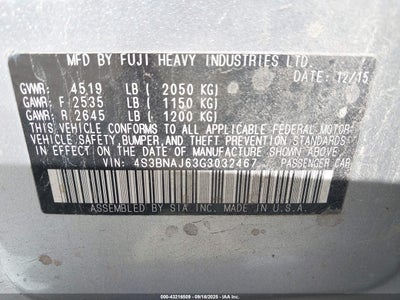 MFD BY FUJI HEAVY INDUSTRIES LTD.
DATE: 12/15
GVWR: 4519 LB ( 2050 KG)
GAWR: F 2535 LB ( 1150 KG)
GAWR: R 2645 LB ( 1200 KG)
THIS VEHICLE CONFORMS TO ALL APPLICABLE FEDERAL MOTOR
VEHICLE SAFETY, BUMPER, AND THEFT PREVENTION STANDARDS
IN EFFECT ON THE DATE OF MANUFACTURE SHOWN ABOVE.
VIN: 4S3BNAJ63G3032467 PASSENGER CAR
ASSEMBLED BY SIA INC. MADE IN U.S.A.
000-43216509 - 09/18/2025 - COPART